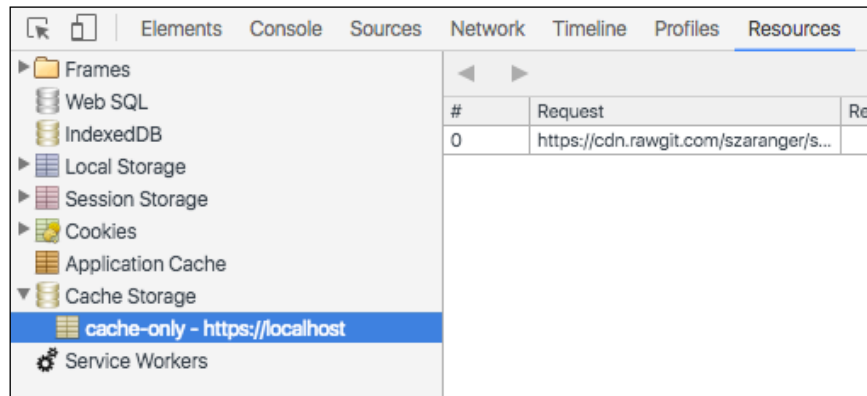 Elements Console Sources Network Timeline Profiles Resources
Frames
Web SQL
IndexedDB
Local Storage
Session Storage
Cookies
Application Cache
Cache Storage
cache-only - https://localhost
Service Workers
# Request Re
0 https://cdn.rawgit.com/szaranger/s...